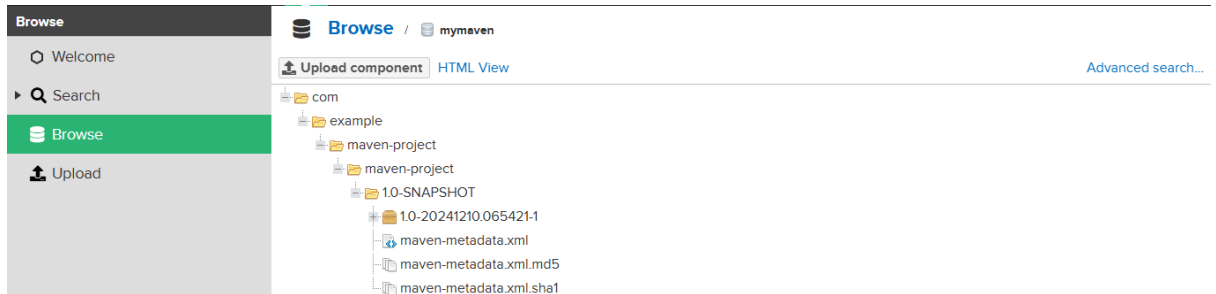 Browse
Welcome
Search
Browse
Upload
Browse / mymaven
Upload component HTML View Advanced search...
com
example
maven-project
maven-project
1.0-SNAPSHOT
1.0-20241210.065421-1
maven-metadata.xml
maven-metadata.xml.md5
maven-metadata.xml.sha1